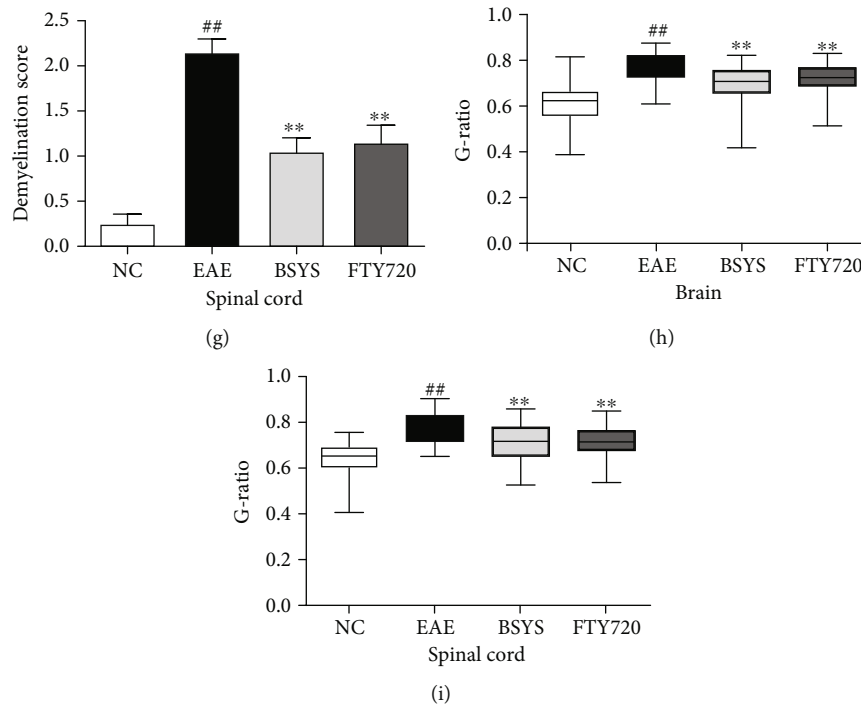 Demyelination score
2.5
2.0
1.5
1.0
0.5
0.0
##
**
**
NC EAE BSYS FTY720
Spinal cord
(g)
G-ratio
1.0
0.8
0.6
0.4
0.2
0.0
##
**
**
NC EAE BSYS FTY720
Brain
(h)
G-ratio
1.0
0.8
0.6
0.4
0.2
0.0
##
**
**
NC EAE BSYS FTY720
Spinal cord
(i)